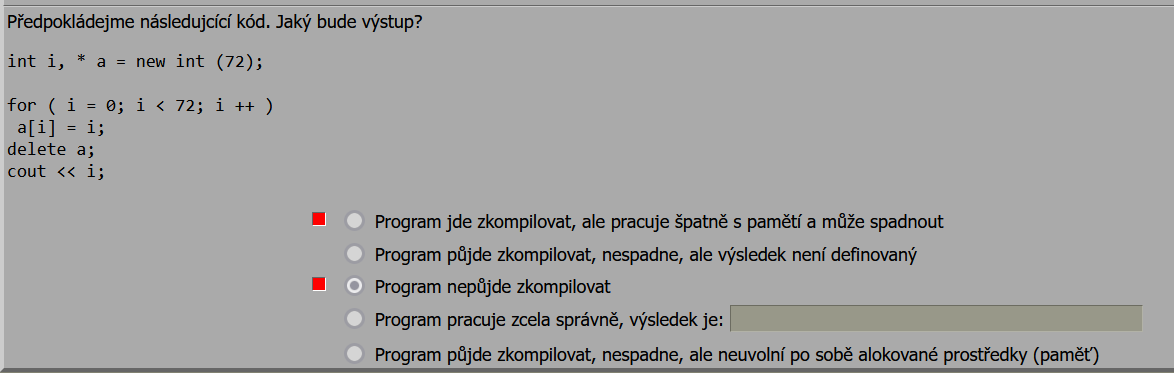 Předpokládejme následujcící kód. Jaký bude výstup?
int i, * a = new int (72);
for ( i = 0; i < 72; i ++ )
a[i] = i;
delete a;
cout << i;
Program jde zkompilovat, ale pracuje špatně s pamětí a může spadnout
Program půjde zkompilovat, nespadne, ale výsledek není definovaný
Program nepůjde zkompilovat
Program pracuje zcela správně, výsledek je:
Program půjde zkompilovat, nespadne, ale neuvolní po sobě alokované prostředky (paměť)